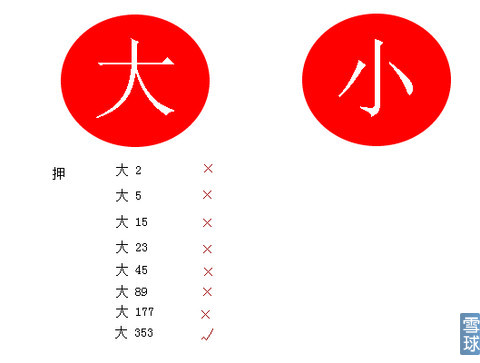 大 小
押 大 2 ×
大 5 ×
大 15 ×
大 23 ×
大 45 ×
大 89 ×
大 177 ×
大 353 ✓
雪球